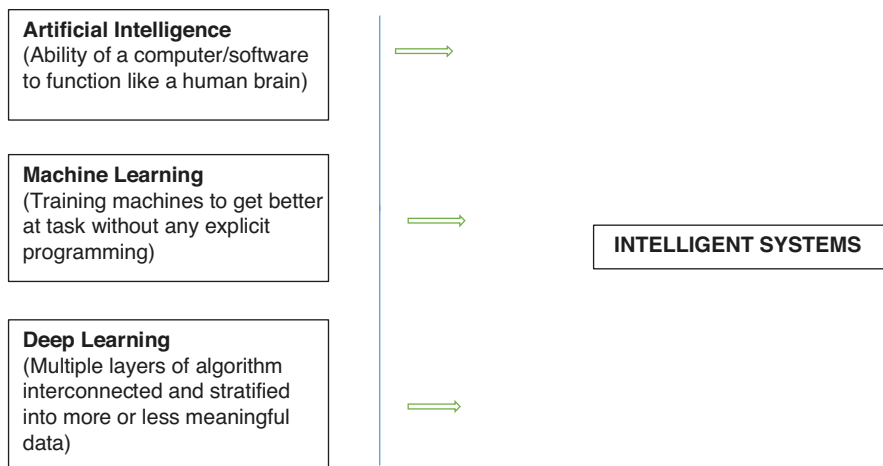 Artificial Intelligence
(Ability of a computer/software
to function like a human brain)
Machine Learning
(Training machines to get better
at task without any explicit
programming)
INTELLIGENT SYSTEMS
Deep Learning
(Multiple layers of algorithm
interconnected and stratified
into more or less meaningful
data)